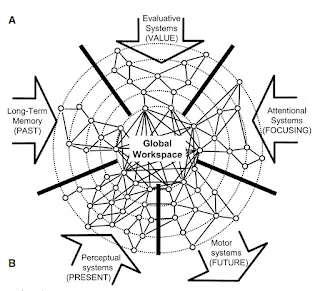 A
Evaluative
Systems
(VALUE)
Long-Term
Memory
(PAST)
Attentional
Systems
(FOCUSING)
Global
Workspace
B
Perceptual
systems
(PRESENT)
Motor
systems
(FUTURE)